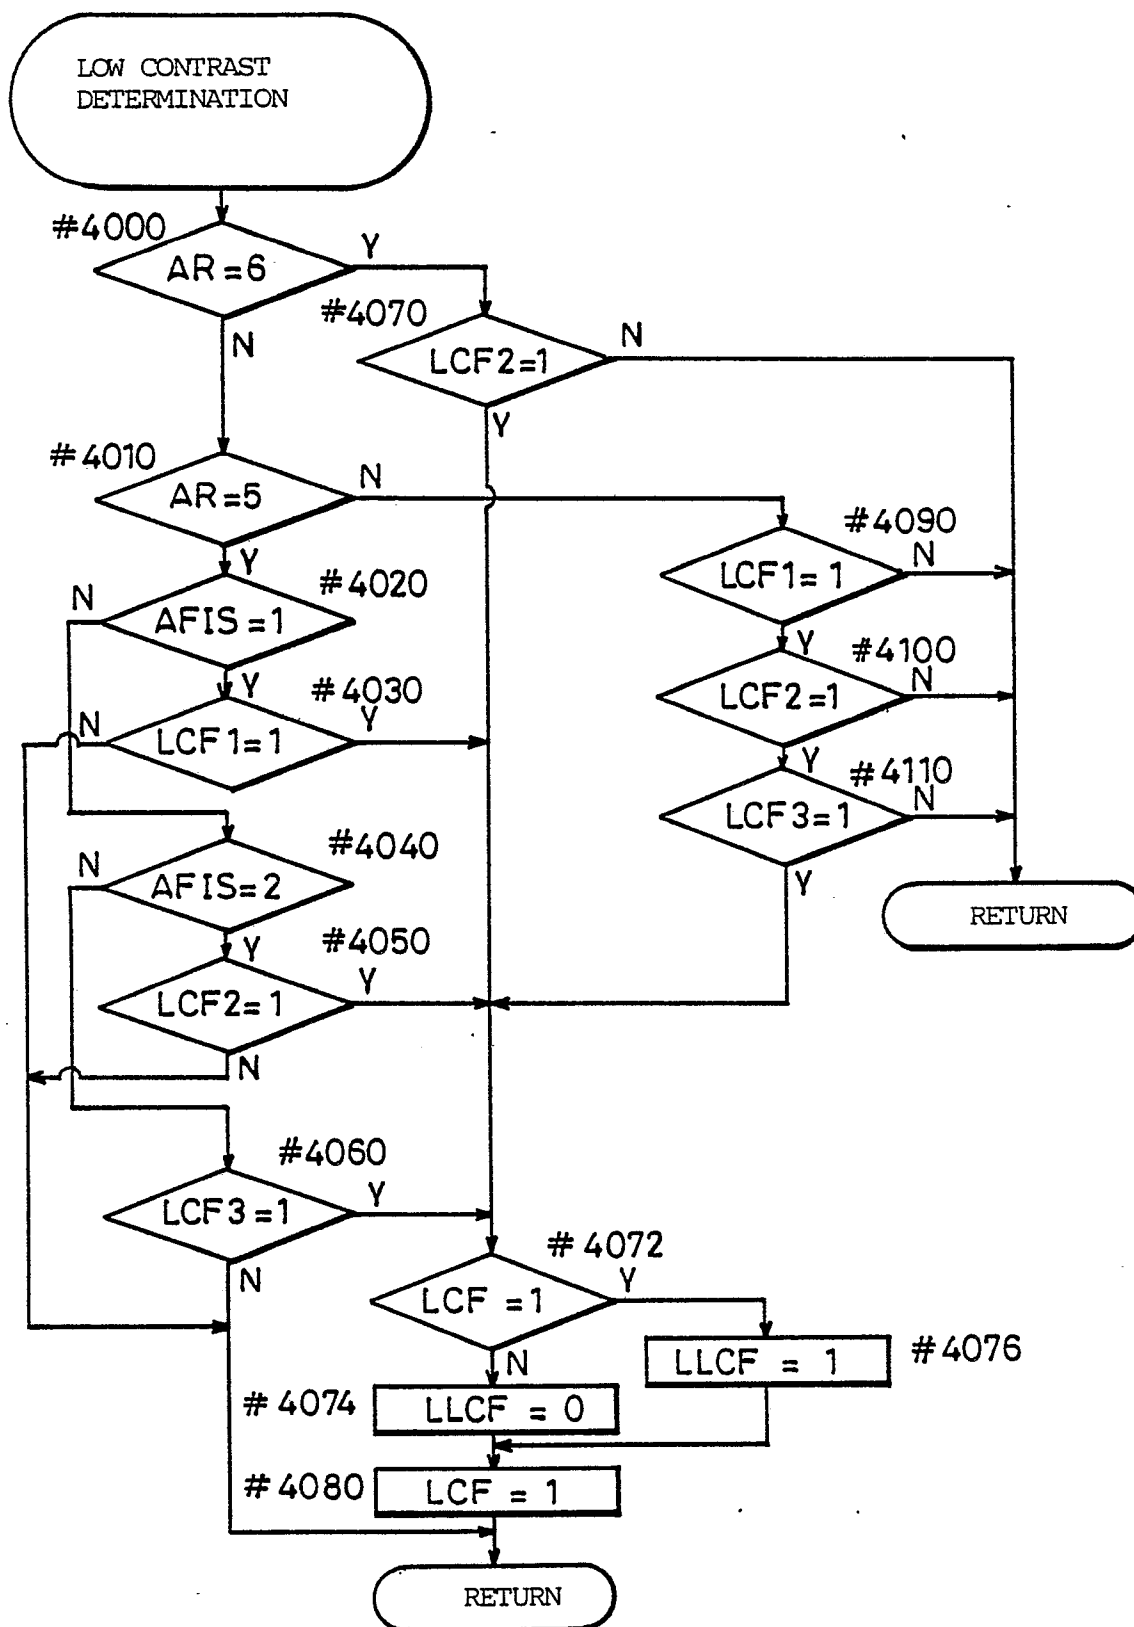 LOW CONTRAST
DETERMINATION
#4000
AR=6
Y
N
#4070
LCF2=1
N
Y
#4010
AR=5
N
Y
#4090
LCF1=1
N
Y
#4020
AFIS=1
N
Y
#4100
LCF2=1
N
Y
#4030
LCF1=1
N
Y
#4110
LCF3=1
N
Y
#4040
AFIS=2
N
Y
RETURN
#4050
LCF2=1
Y
N
#4060
LCF3=1
Y
N
#4072
LCF=1
Y
N
LLCF = 1
#4076
#4074
LLCF = 0
#4080
LCF = 1
RETURN